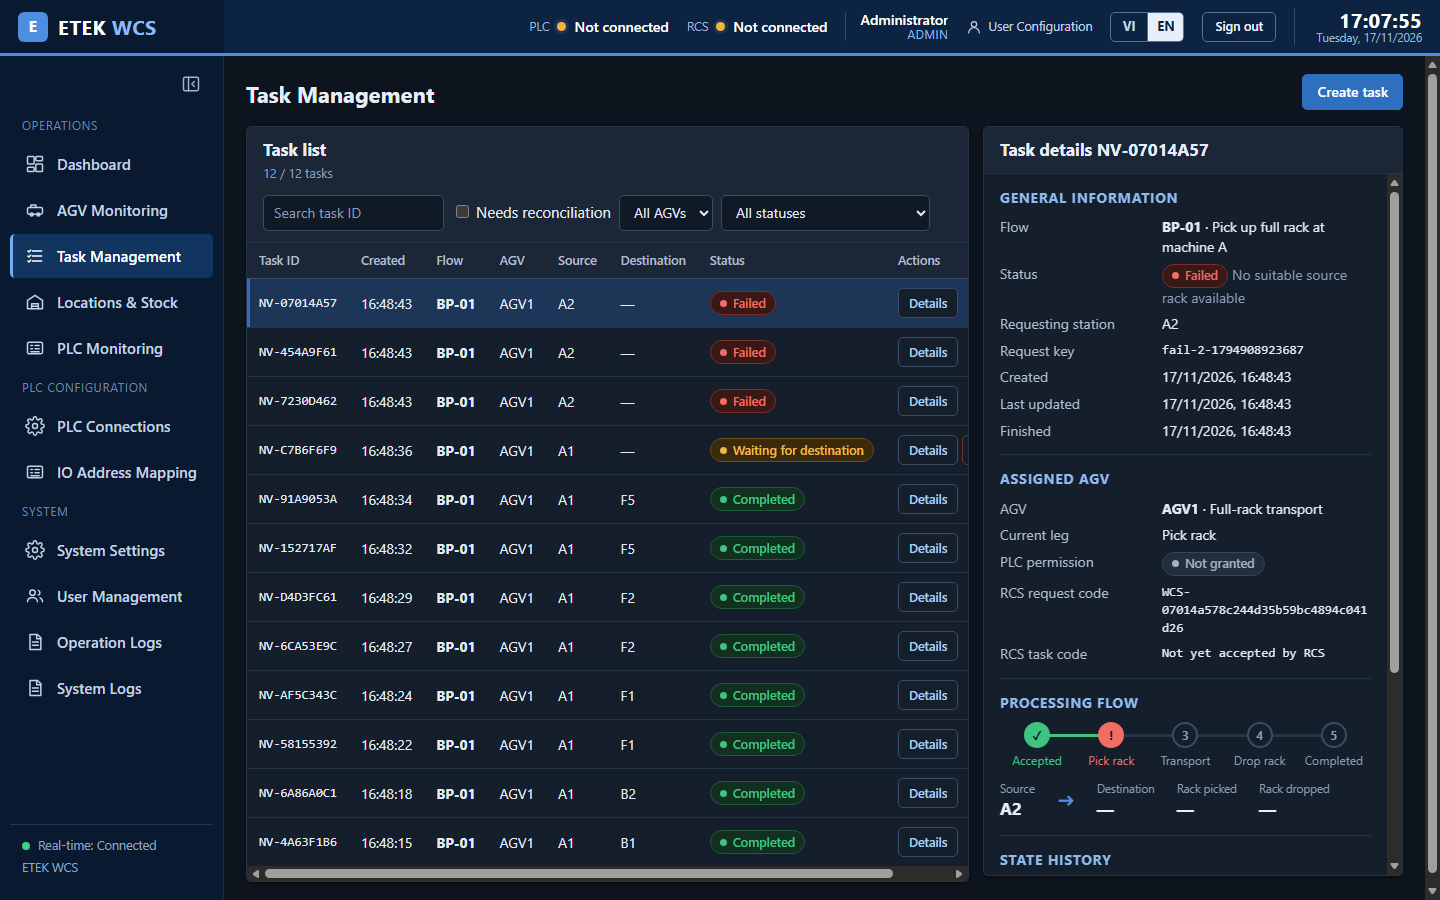 E ETEK WCS
PLC Not connected RCS Not connected
Administrator
ADMIN
User Configuration
VI EN
Sign out
17:07:55
Tuesday, 17/11/2026
OPERATIONS
Dashboard
AGV Monitoring
Task Management
Locations & Stock
PLC Monitoring
PLC CONFIGURATION
PLC Connections
IO Address Mapping
SYSTEM
System Settings
User Management
Operation Logs
System Logs
Real-time: Connected
ETEK WCS
Task Management
Create task
Task list
12 / 12 tasks
Search task ID Needs reconciliation All AGVs All statuses
Task ID Created Flow AGV Source Destination Status Actions
NV-07014A57 16:48:43 BP-01 AGV1 A2 — Failed Details
NV-454A9F61 16:48:43 BP-01 AGV1 A2 — Failed Details
NV-7230D462 16:48:43 BP-01 AGV1 A2 — Failed Details
NV-C7B6F6F9 16:48:36 BP-01 AGV1 A1 — Waiting for destination Details
NV-91A9053A 16:48:34 BP-01 AGV1 A1 F5 Completed Details
NV-152717AF 16:48:32 BP-01 AGV1 A1 F5 Completed Details
NV-D4D3FC61 16:48:29 BP-01 AGV1 A1 F2 Completed Details
NV-6CA53E9C 16:48:27 BP-01 AGV1 A1 F2 Completed Details
NV-AF5C343C 16:48:24 BP-01 AGV1 A1 F1 Completed Details
NV-58155392 16:48:22 BP-01 AGV1 A1 F1 Completed Details
NV-6A86A0C1 16:48:18 BP-01 AGV1 A1 B2 Completed Details
NV-4A63F1B6 16:48:15 BP-01 AGV1 A1 B1 Completed Details
Task details NV-07014A57
GENERAL INFORMATION
Flow BP-01 · Pick up full rack at
machine A
Status Failed No suitable source
rack available
Requesting station A2
Request key fail-2-1794908923687
Created 17/11/2026, 16:48:43
Last updated 17/11/2026, 16:48:43
Finished 17/11/2026, 16:48:43
ASSIGNED AGV
AGV AGV1 · Full-rack transport
Current leg Pick rack
PLC permission Not granted
RCS request code WCS-
07014a578c244d35b59bc4894c041
d26
RCS task code Not yet accepted by RCS
PROCESSING FLOW
✓ ! 3 4 5
Accepted Pick rack Transport Drop rack Completed
Source Destination Rack picked Rack dropped
A2 → — — —
STATE HISTORY